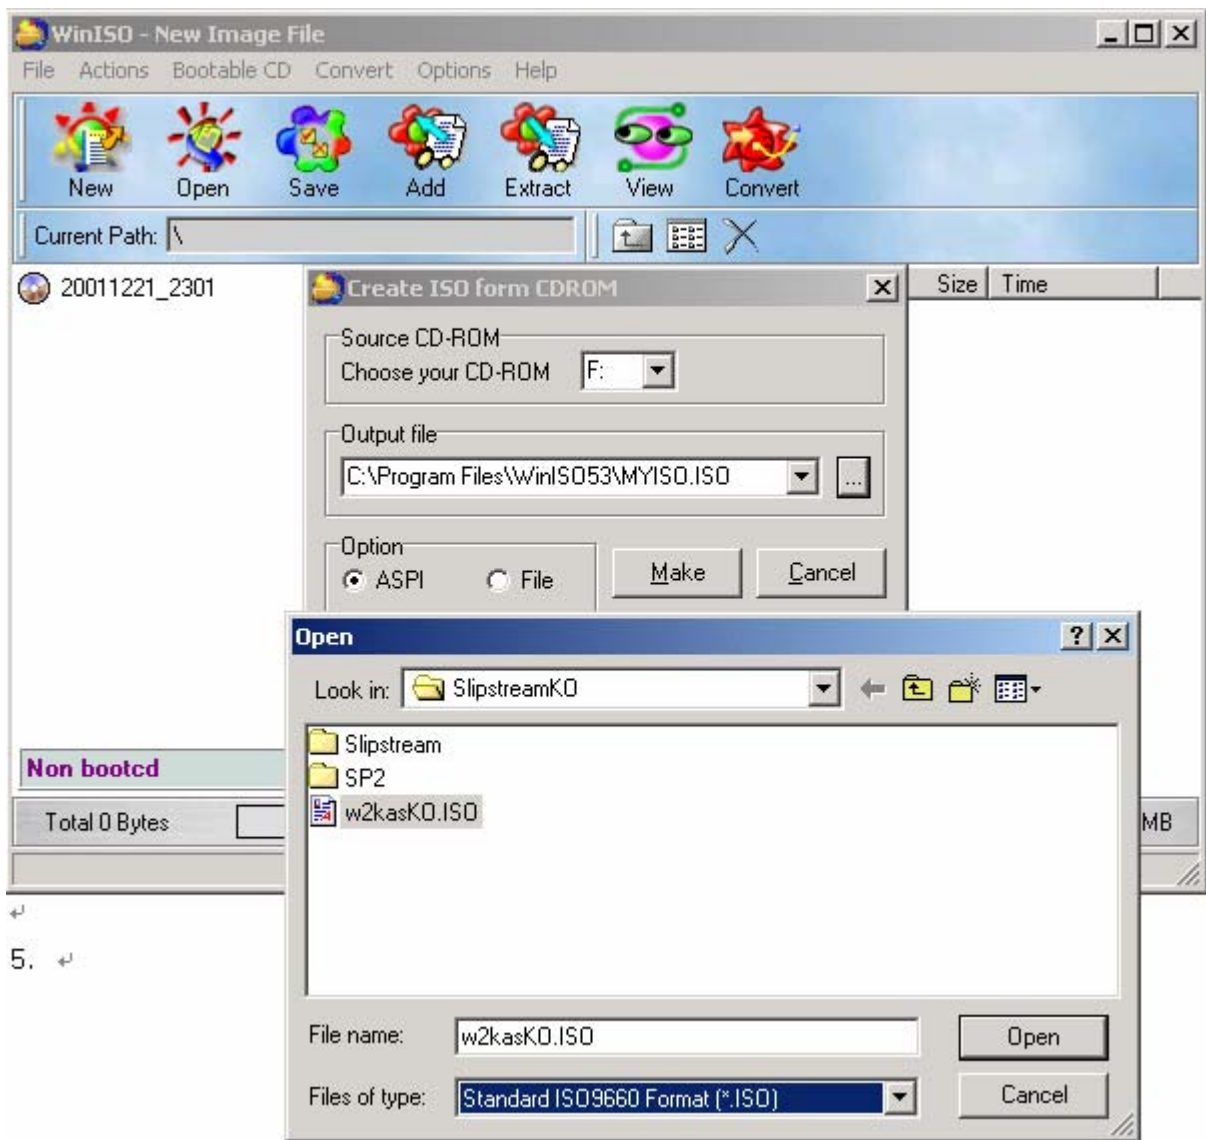 WinISO - New Image File
File Actions Bootable CD Convert Options Help
New Open Save Add Extract View Convert
Current Path: \
20011221_2301
Size Time
Create ISO form CDROM
Source CD-ROM
Choose your CD-ROM F:
Output file
C:\Program Files\WinISO53\MYISO.ISO ...
Option
ASPI File Make Cancel
Open
Look in: SlipstreamKO
Slipstream
SP2
w2kasKO.ISO
Non bootcd
Total 0 Bytes
MB
5.
File name: w2kasKO.ISO Open
Files of type: Standard ISO9660 Format (*.ISO) Cancel